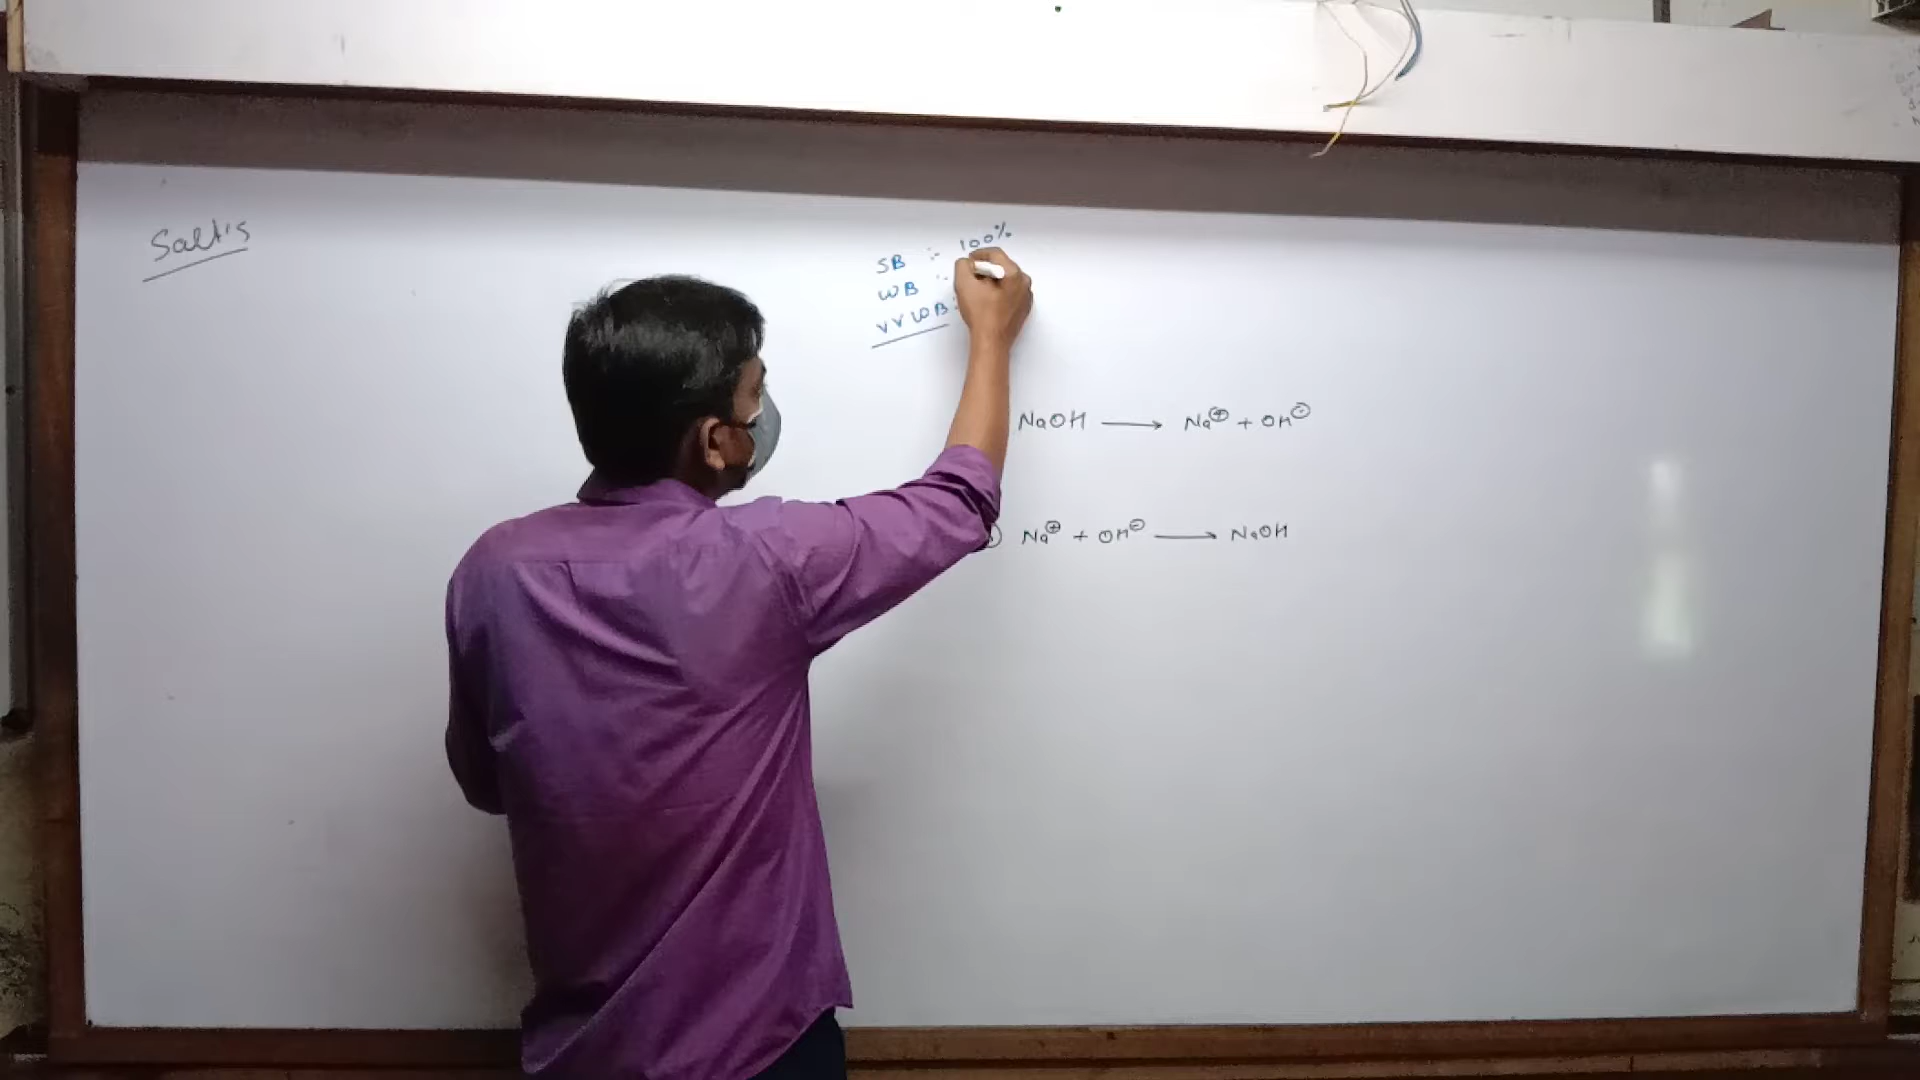 Salt's
SB :- 100%
WB :-
VVWB :
NaOH ⟶ Na⊕ + OH⊖
Na⊕ + OH⊖ ⟶ NaOH